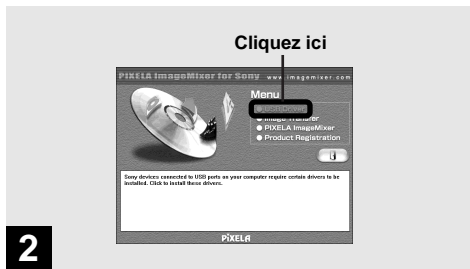 Cliquez ici
PIXELA ImageMixer for Sony www.imagemixer.com
Menu
USB Driver
Image Transfer
PIXELA ImageMixer
Product Registration
Sony devices connected to USB ports on your computer require certain drivers to be
installed. Click to install these drivers.
PIXELA
2